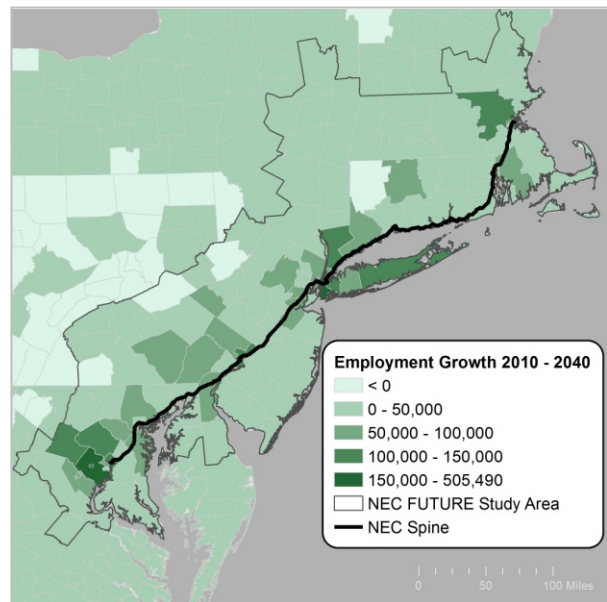 Employment Growth 2010 - 2040
< 0
0 - 50,000
50,000 - 100,000
100,000 - 150,000
150,000 - 505,490
NEC FUTURE Study Area
NEC Spine
0 50 100 Miles